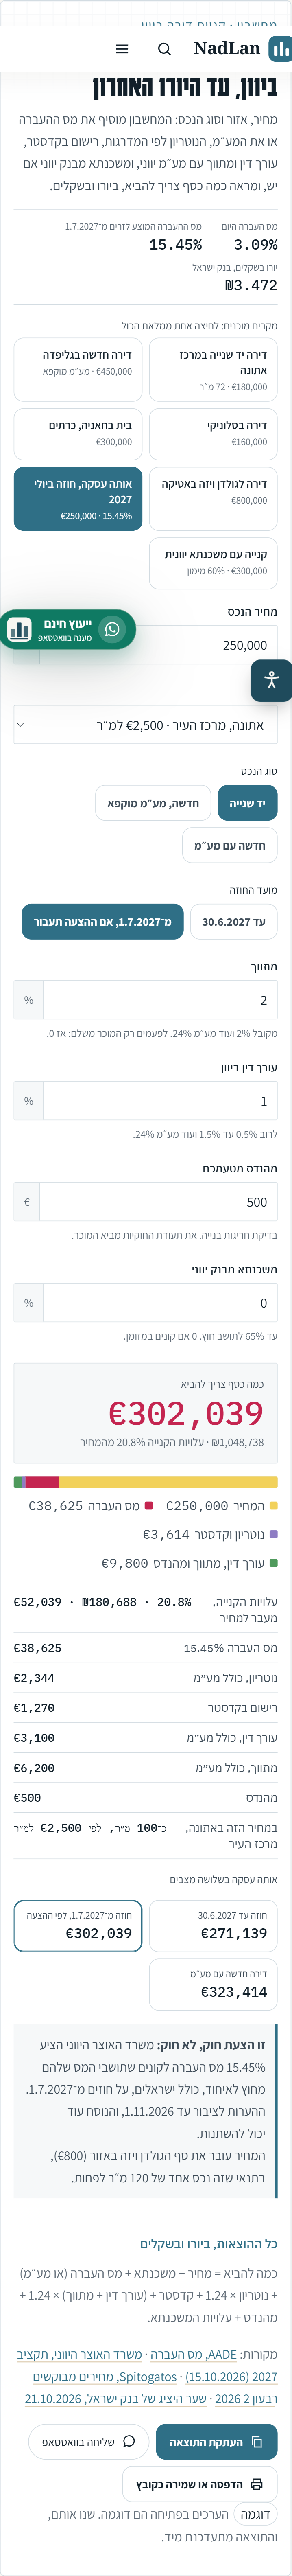 NadLan
ביוון, עד היורו האחרון
מחיר, אזור וסוג הנכס: המחשבון מוסיף את מס ההעברה
או את המע״מ, הנוטריון לפי המדרגות, רישום בקדסטר,
עורך דין ומתווך עם מע״מ יווני, ומשכנתא מבנק יווני אם
יש, ומראה כמה כסף צריך להביא, ביורו ובשקלים.
מס העברה היום
3.09%
מס ההעברה המוצע לזרים מ־1.7.2027
15.45%
יורו בשקלים, בנק ישראל
₪3.472
מקרים מוכנים: לחיצה אחת ממלאת הכול
דירה יד שנייה במרכז
אתונה
€180,000 · 72 מ״ר
דירה חדשה בגליפדה
€450,000 · מע״מ מוקפא
דירה בסלוניקי
€160,000
בית בחאניה, כרתים
€300,000
דירה לגולדן ויזה באטיקה
€800,000
אותה עסקה, חוזה ביולי
2027
€250,000 · 15.45%
קנייה עם משכנתא יוונית
€300,000 · 60% מימון
מחיר הנכס
ייעוץ חינם
מענה בוואטסאפ
250,000
אתונה, מרכז העיר · €2,500 למ״ר
סוג הנכס
יד שנייה
חדשה, מע״מ מוקפא
חדשה עם מע״מ
מועד החוזה
עד 30.6.2027
מ־1.7.2027, אם ההצעה תעבור
מתווך
2
%
מקובל 2% ועוד מע״מ 24%. לפעמים רק המוכר משלם: אז 0.
עורך דין ביוון
1
%
לרוב 0.5% עד 1.5% ועוד מע״מ 24%.
מהנדס מטעמכם
500
€
בדיקת חריגות בנייה. את תעודת החוקיות מביא המוכר.
משכנתא מבנק יווני
0
%
עד 65% לתושב חוץ. 0 אם קונים במזומן.
כמה כסף צריך להביא
€302,039
₪1,048,738 · עלויות הקנייה 20.8% מהמחיר
המחיר €250,000
מס העברה €38,625
נוטריון וקדסטר €3,614
עורך דין, מתווך ומהנדס €9,800
עלויות הקנייה,
מעבר למחיר
€52,039 · ₪180,688 · 20.8%
מס העברה 15.45%
€38,625
נוטריון, כולל מע״מ
€2,344
רישום בקדסטר
€1,270
עורך דין, כולל מע״מ
€3,100
מתווך, כולל מע״מ
€6,200
מהנדס
€500
במחיר הזה באתונה,
מרכז העיר
כ־100 מ״ר, לפי €2,500 למ״ר
אותה עסקה בשלושה מצבים
חוזה עד 30.6.2027
€271,139
חוזה מ־1.7.2027, לפי ההצעה
€302,039
דירה חדשה עם מע״מ
€323,414
זו הצעת חוק, לא חוק: משרד האוצר היווני הציע
15.45% מס העברה לקונים שתושבי המס שלהם
מחוץ לאיחוד, כולל ישראלים, על חוזים מ־1.7.2027.
ההערות לציבור עד 1.11.2026, והנוסח עוד
יכול להשתנות.
המחיר עובר את סף הגולדן ויזה באזור (€800),
בתנאי שזה נכס אחד של 120 מ״ר לפחות.
כל ההוצאות, ביורו ובשקלים
כמה להביא = מחיר − משכנתא + מס העברה (או מע״מ)
+ נוטריון × 1.24 + קדסטר + (עורך דין + מתווך) × 1.24 +
מהנדס + עלויות המשכנתא.
מקורות: AADE, מס העברה · משרד האוצר היווני, תקציב
2027 (15.10.2026) · Spitogatos, מחירים מבוקשים
רבעון 2 2026 · שער היציג של בנק ישראל, 21.10.2026
העתקת התוצאה
שליחה בוואטסאפ
הדפסה או שמירה כקובץ
דוגמה
הערכים בפתיחה הם דוגמה. שנו אותם,
והתוצאה מתעדכנת מיד.